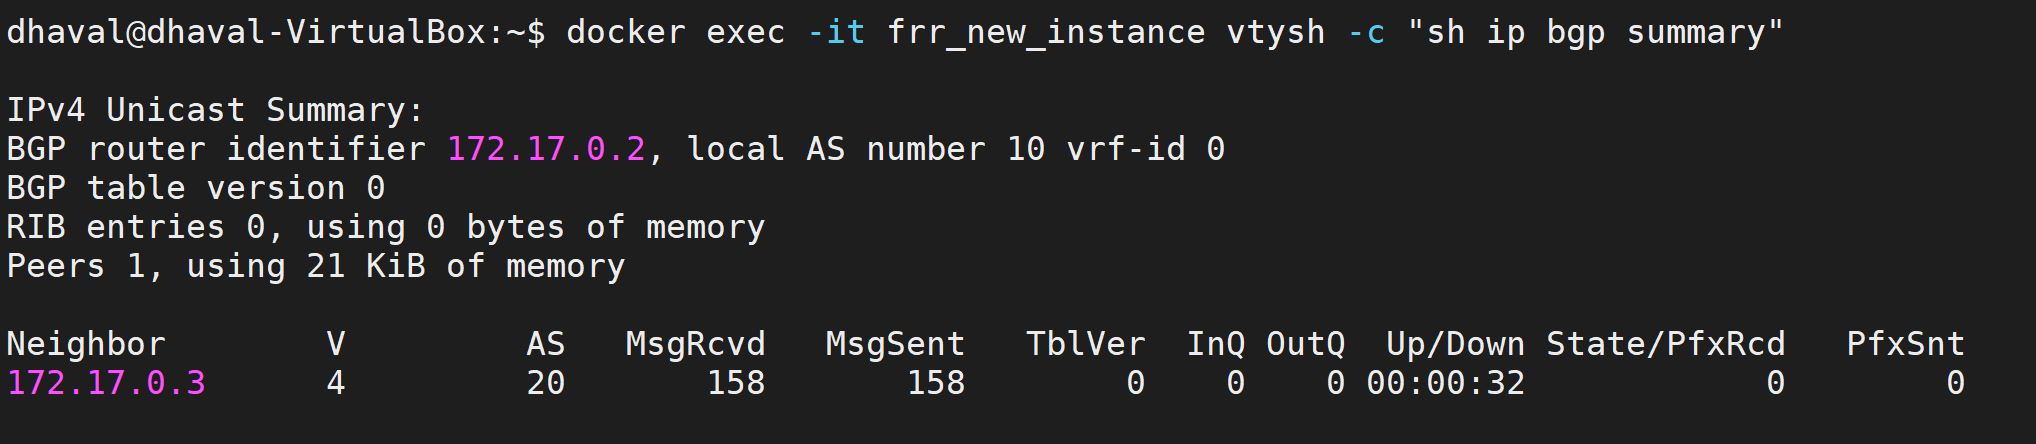 dhaval@dhaval-VirtualBox:~$ docker exec -it frr_new_instance vtysh -c "sh ip bgp summary"
IPv4 Unicast Summary:
BGP router identifier 172.17.0.2, local AS number 10 vrf-id 0
BGP table version 0
RIB entries 0, using 0 bytes of memory
Peers 1, using 21 KiB of memory
Neighbor        V         AS   MsgRcvd   MsgSent   TblVer  InQ OutQ  Up/Down State/PfxRcd   PfxSnt
172.17.0.3      4         20       158       158        0    0    0 00:00:32            0        0